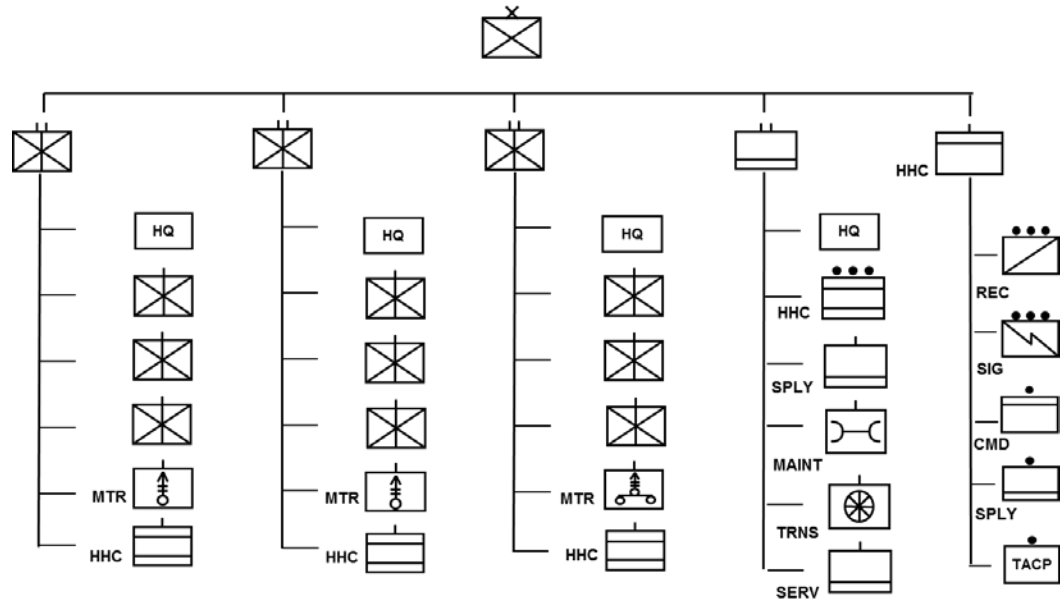 HHC
HQ
HQ
HQ
HQ
REC
HHC
SIG
SPLY
CMD
MAINT
MTR
MTR
MTR
SPLY
TRNS
HHC
HHC
HHC
TACP
SERV